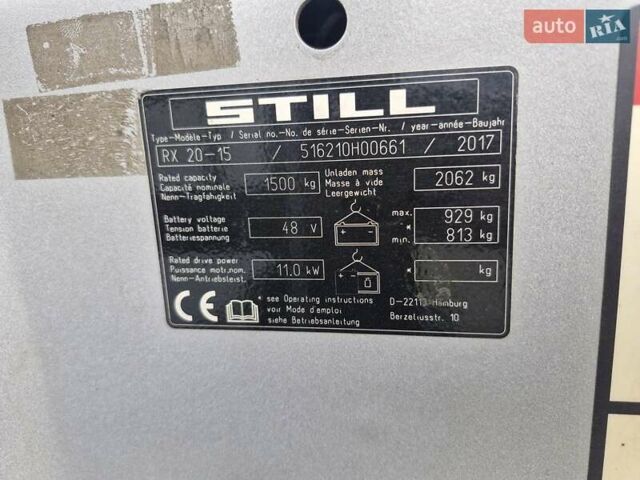 auto RIA.com
STILL
Type-Modèle-Typ / Serial no.-No. de série-Serien-Nr. / year-année-Baujahr
RX 20-15 / 516210H00661 / 2017
Rated capacity
Capacité nominale
Nenn-Tragfähigkeit
1500 kg
Unladen mass
Masse à vide
Leergewicht
2062 kg
Battery voltage
Tension batterie
Batteriespannung
48 V
max. 929 kg
*
min. 813 kg
Rated drive power
Puissance motr.nom.
Nenn-Antriebsleist.
11.0 kW
* kg
CE
* see Operating instructions
voir Mode d'emploi
siehe Betriebsanleitung
D-22113 Hamburg
Berzeliusstr. 10